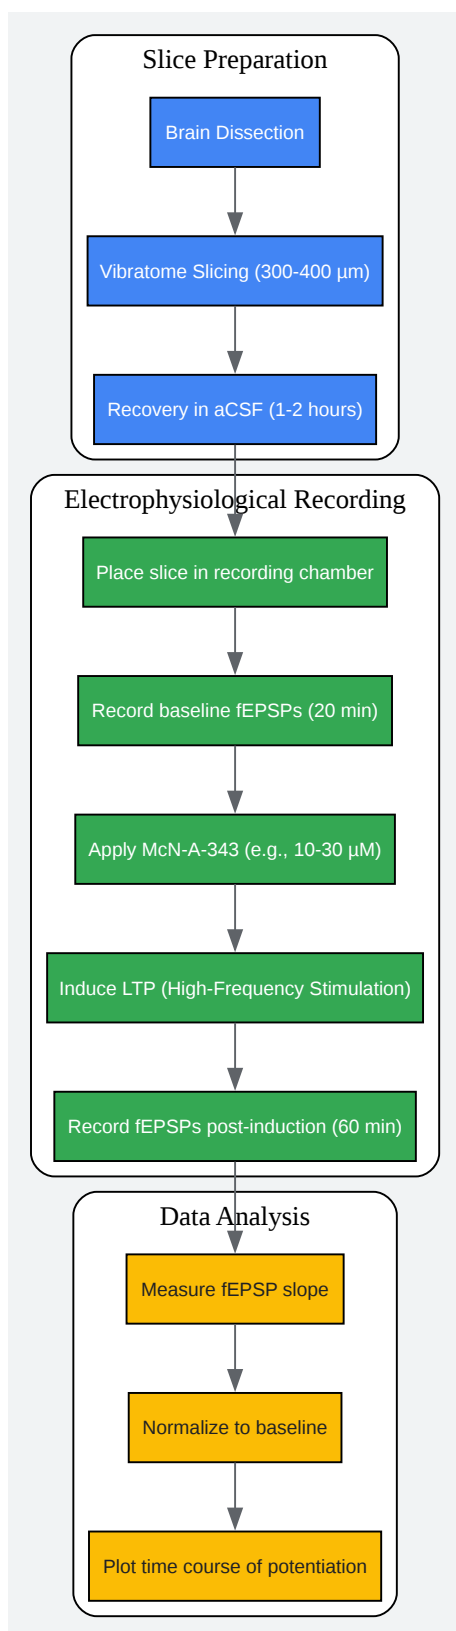 Slice Preparation
Brain Dissection
Vibratome Slicing (300-400 µm)
Recovery in aCSF (1-2 hours)
Electrophysiological Recording
Place slice in recording chamber
Record baseline fEPSPs (20 min)
Apply McN-A-343 (e.g., 10-30 µM)
Induce LTP (High-Frequency Stimulation)
Record fEPSPs post-induction (60 min)
Data Analysis
Measure fEPSP slope
Normalize to baseline
Plot time course of potentiation